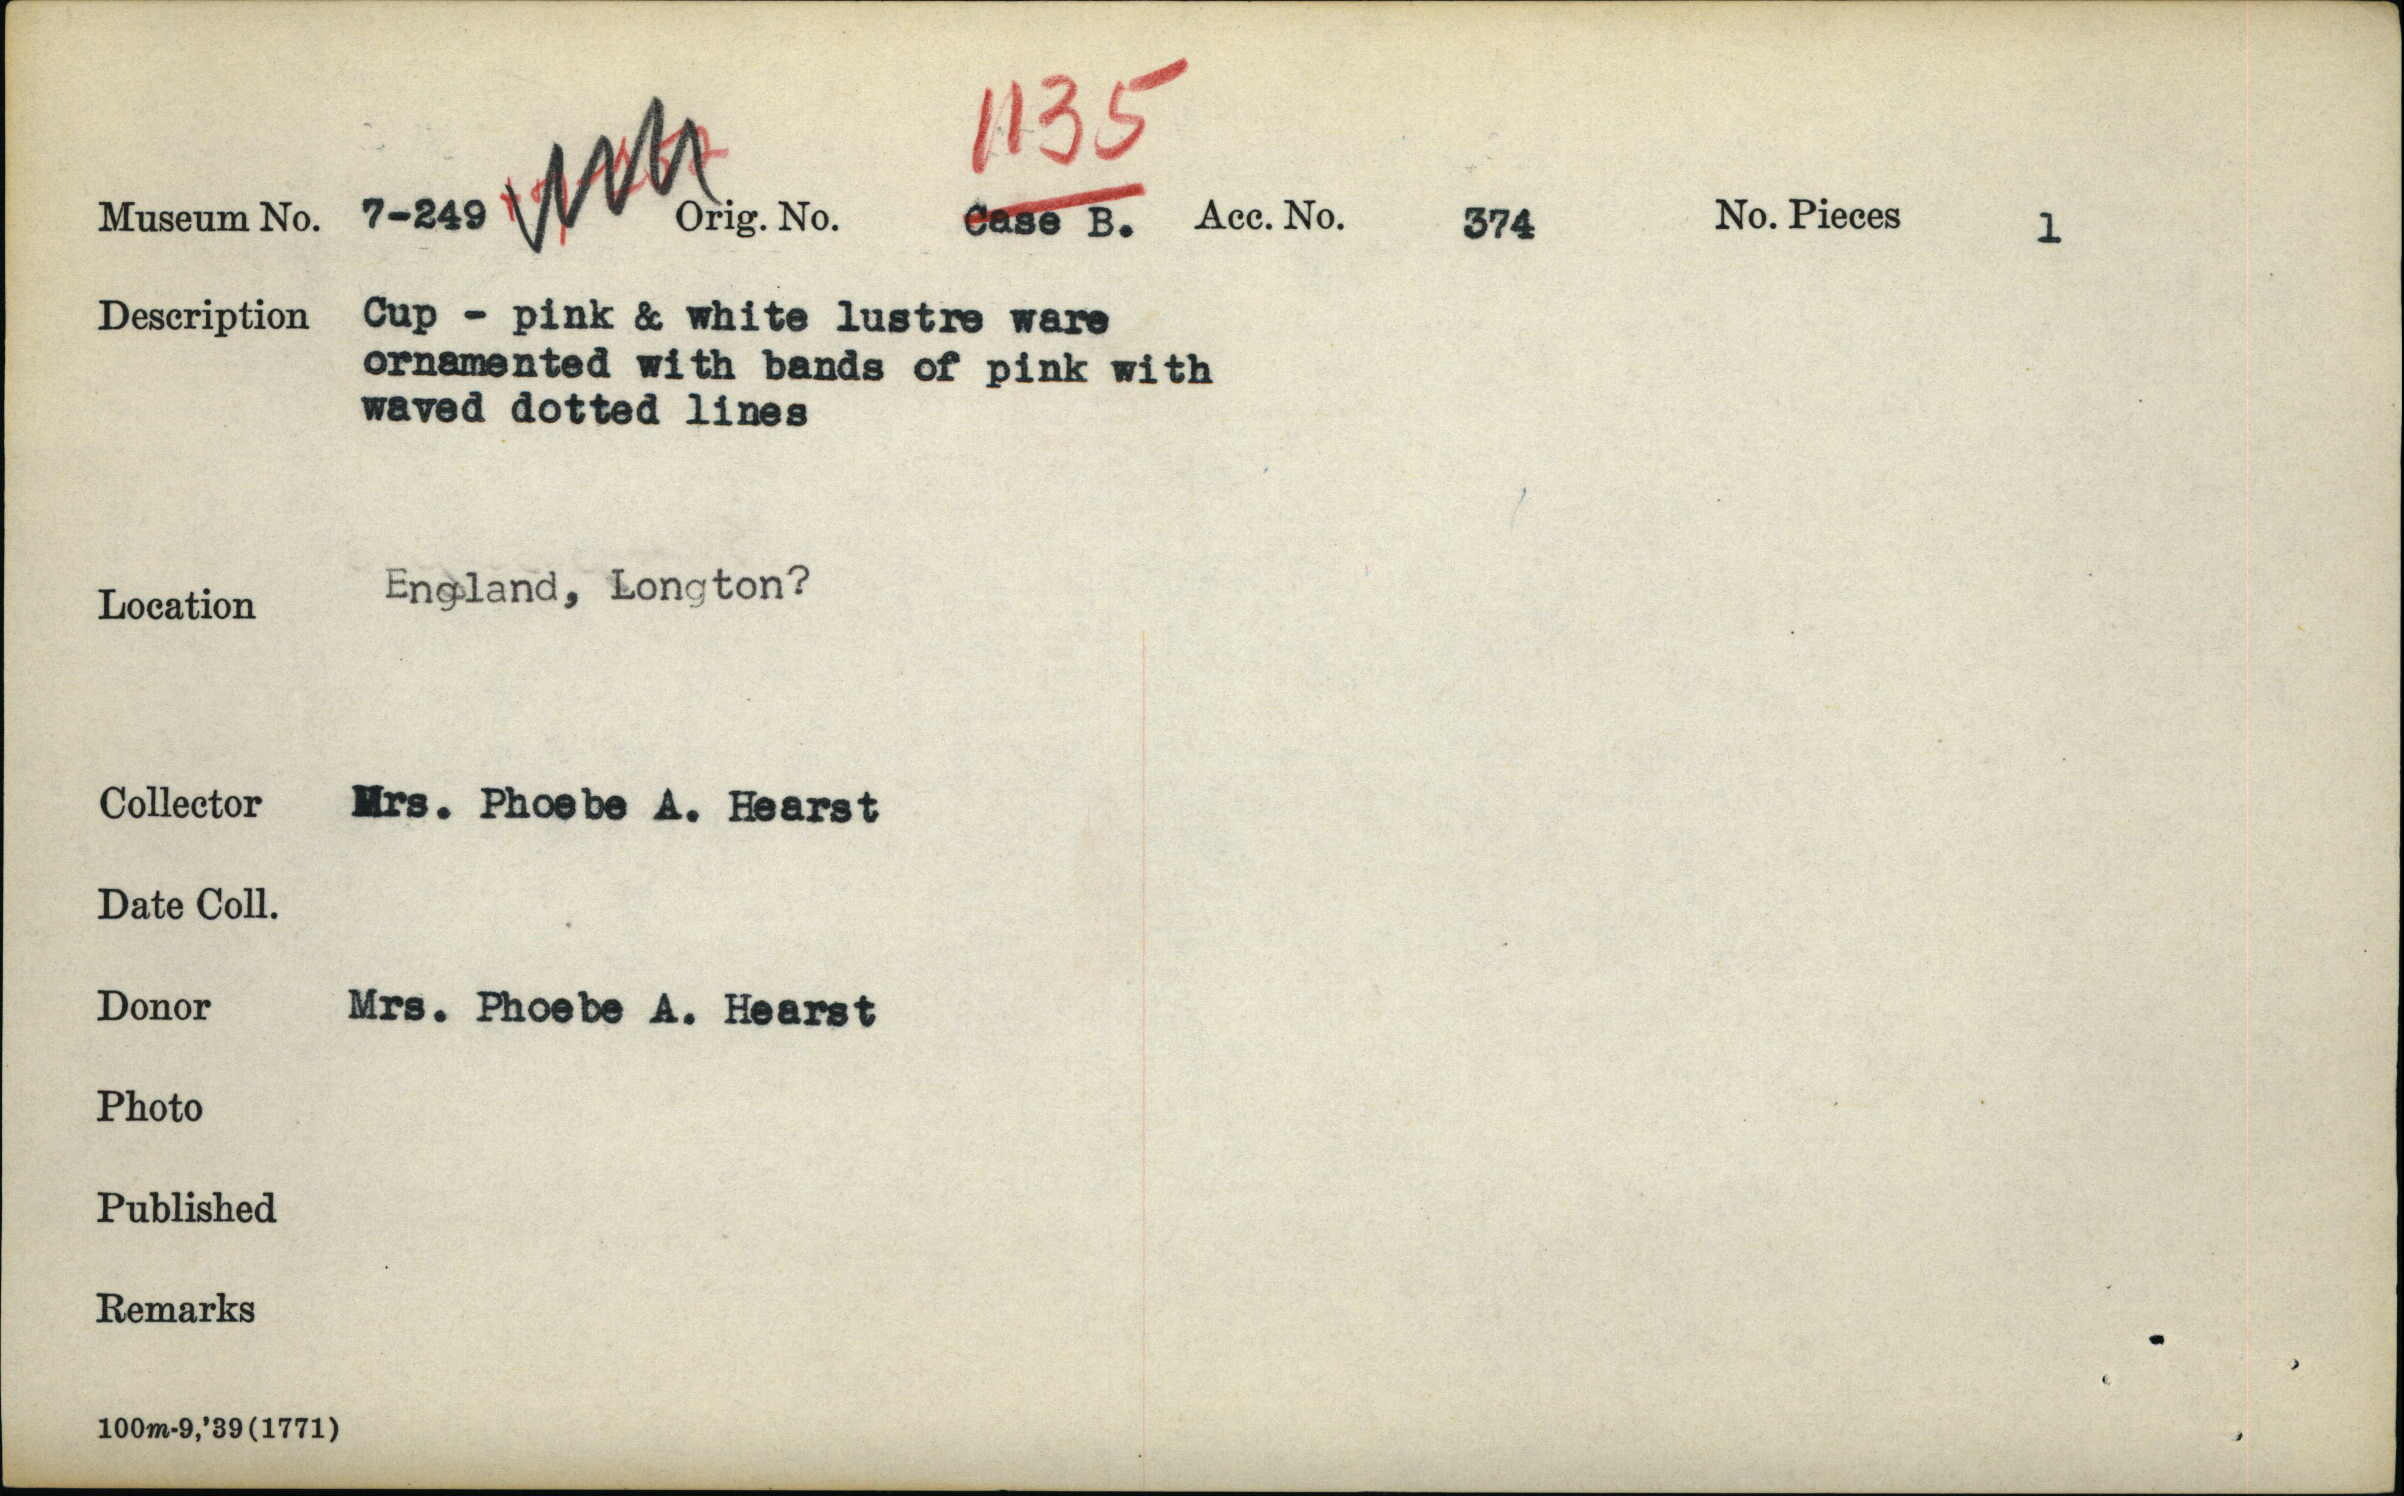 1135
Museum No. 7-249 Orig. No. Case B. Acc. No. 374 No. Pieces 1
Description Cup - pink & white lustre ware
ornamented with bands of pink with
waved dotted lines
Location England, Longton?
Collector Mrs. Phoebe A. Hearst
Date Coll.
Donor Mrs. Phoebe A. Hearst
Photo
Published
Remarks
100m-9,'39(1771)